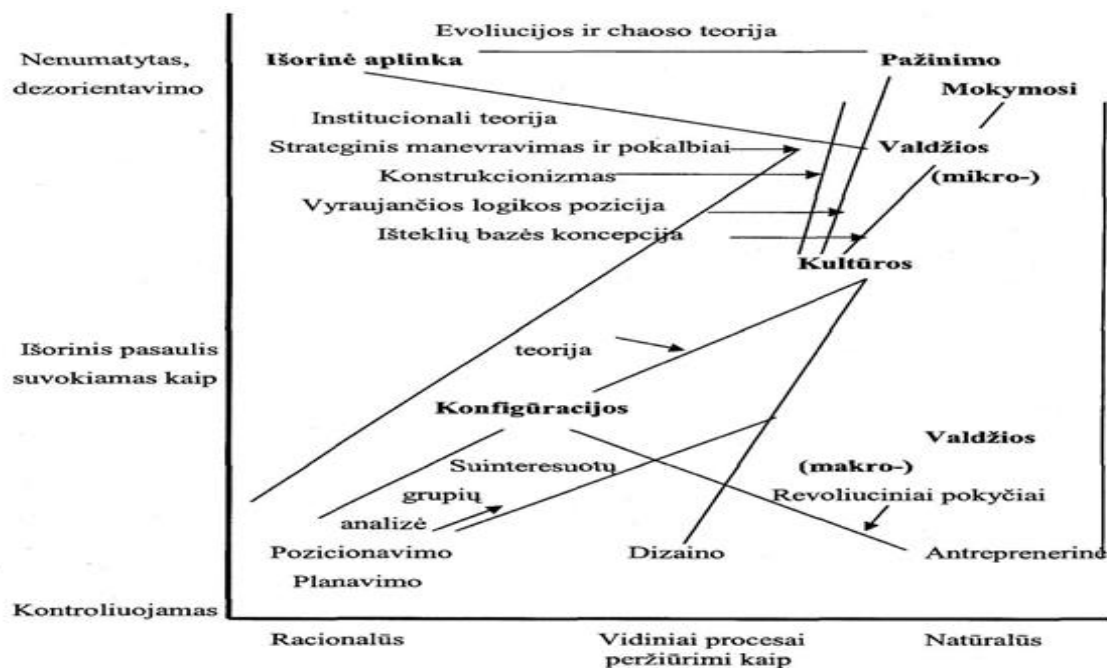 Evoliucijos ir chaoso teorija
Nenumatytas,
dezorientavimo
Išorinė aplinka
Pažinimo
Mokymosi
Institucionali teorija
Strateginis manevravimas ir pokalbiai
Valdžios
(mikro-)
Konstrukcionizmas
Vyraujančios logikos pozicija
Išteklių bazės koncepcija
Kultūros
Išorinis pasaulis
suvokiamas kaip
teorija
Konfigūracijos
Valdžios
(makro-)
Suinteresuotų
grupių
analizė
Revoliuciniai pokyčiai
Pozicionavimo
Planavimo
Dizaino
Antreprenerinė
Kontroliuojamas
Racionalūs
Vidiniai procesai
peržiūrimi kaip
Natūralūs